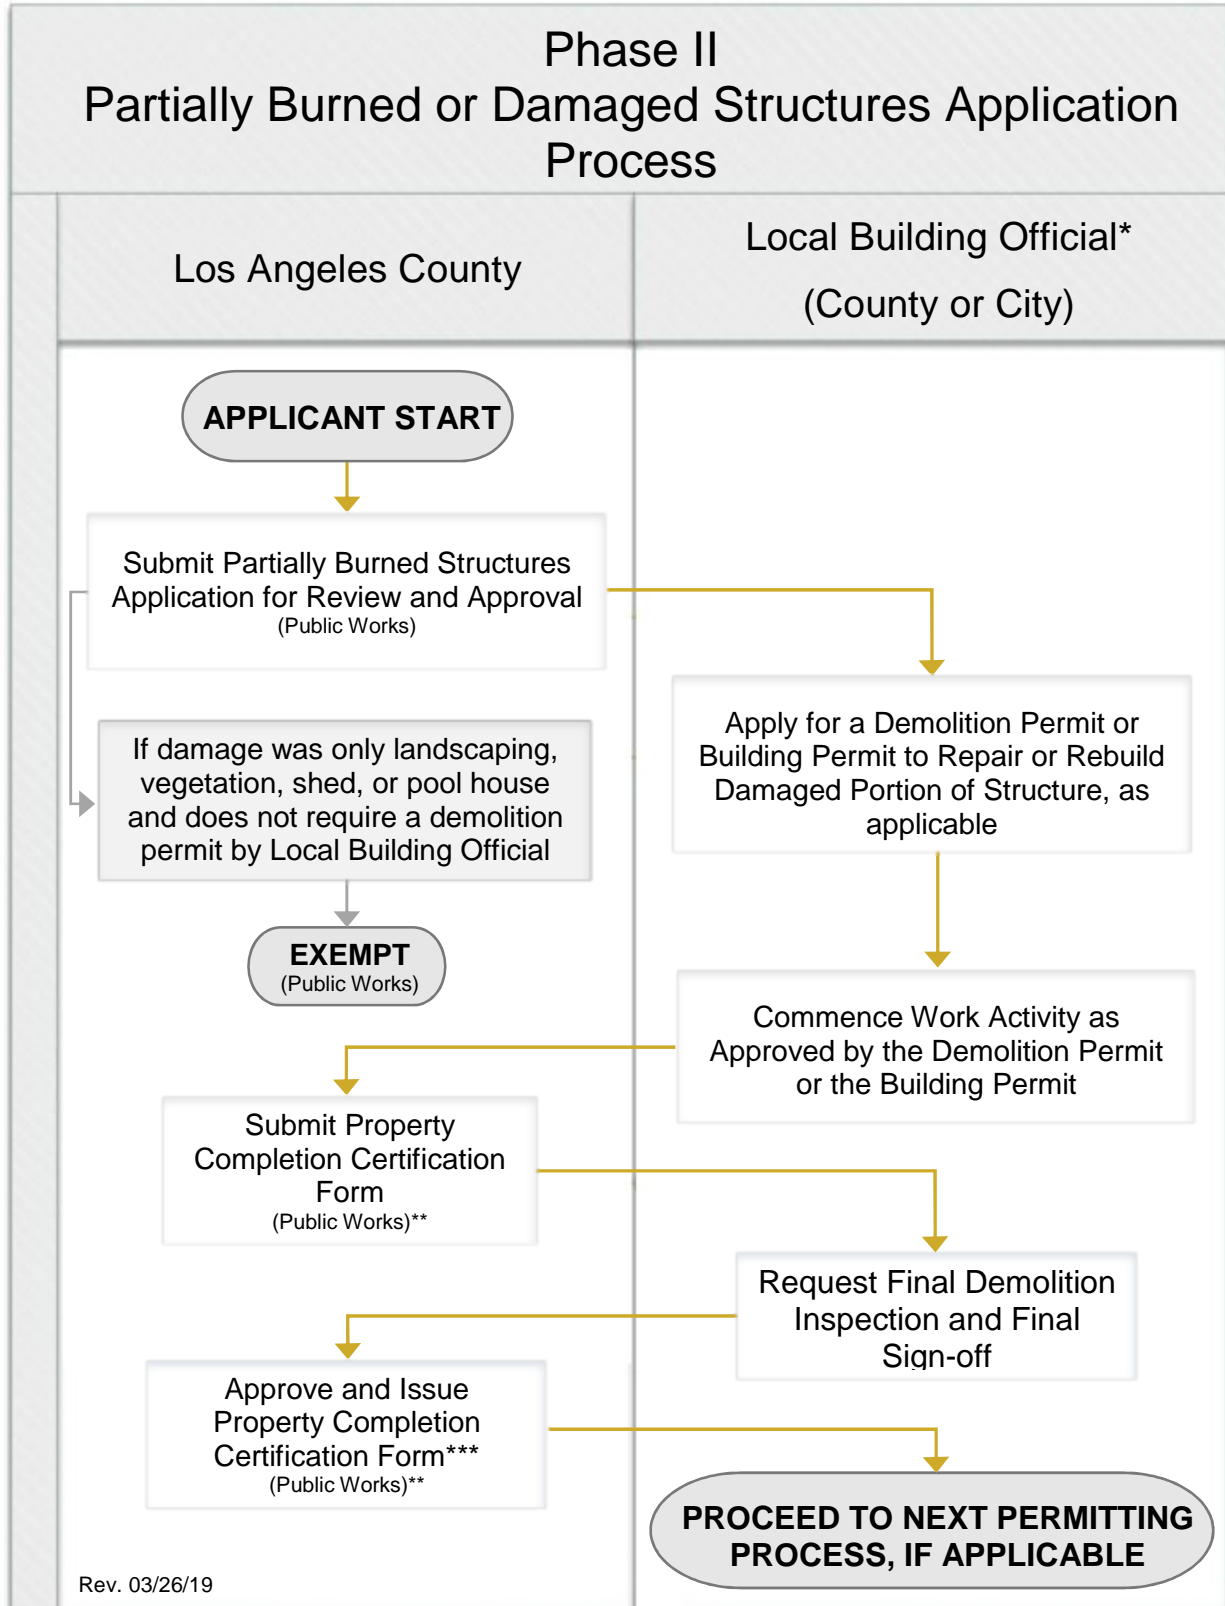 Phase II
Partially Burned or Damaged Structures Application
Process
Los Angeles County
Local Building Official*
(County or City)
APPLICANT START
Submit Partially Burned Structures
Application for Review and Approval
(Public Works)
If damage was only landscaping,
vegetation, shed, or pool house
and does not require a demolition
permit by Local Building Official
EXEMPT
(Public Works)
Apply for a Demolition Permit or
Building Permit to Repair or Rebuild
Damaged Portion of Structure, as
applicable
Commence Work Activity as
Approved by the Demolition Permit
or the Building Permit
Submit Property
Completion Certification
Form
(Public Works)**
Request Final Demolition
Inspection and Final
Sign-off
Approve and Issue
Property Completion
Certification Form***
(Public Works)**
PROCEED TO NEXT PERMITTING
PROCESS, IF APPLICABLE
Rev. 03/26/19